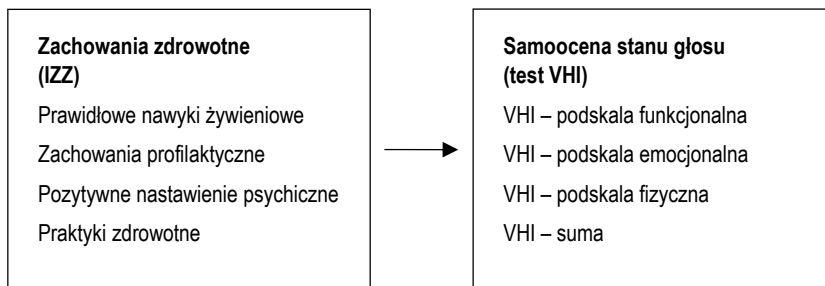 Zachowania zdrowotne
(IZZ)
Prawidłowe nawyki żywieniowe
Zachowania profilaktyczne
Pozytywne nastawienie psychiczne
Praktyki zdrowotne
Samoocena stanu głosu
(test VHI)
VHI – podskala funkcjonalna
VHI – podskala emocjonalna
VHI – podskala fizyczna
VHI – suma